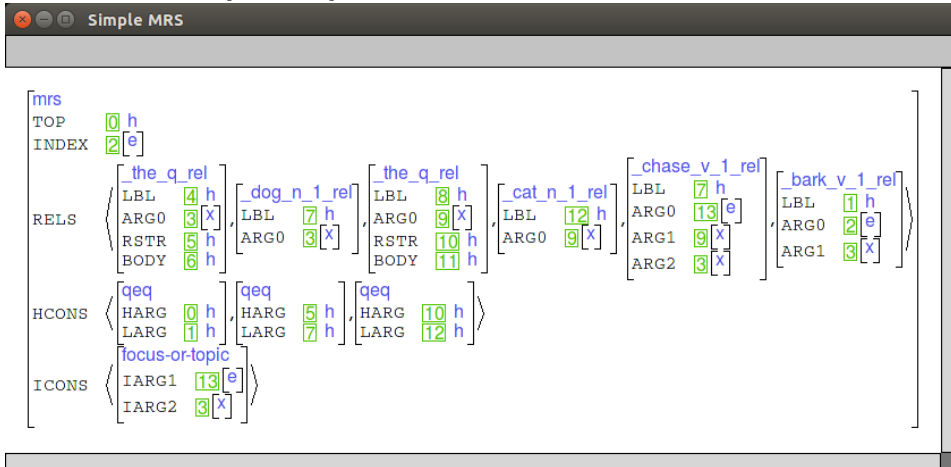 Simple MRS
mrs
TOP 0 h
INDEX 2 [e]
RELS ⟨ [_the_q_rel LBL 4 h ARG0 3 [x] RSTR 5 h BODY 6 h], [_dog_n_1_rel LBL 7 h ARG0 3 [x]], [_the_q_rel LBL 8 h ARG0 9 [x] RSTR 10 h BODY 11 h], [_cat_n_1_rel LBL 12 h ARG0 9 [x]], [_chase_v_1_rel LBL 7 h ARG0 13 [e] ARG1 9 [x] ARG2 3 [x]], [_bark_v_1_rel LBL 1 h ARG0 2 [e] ARG1 3 [x]] ⟩
HCONS ⟨ [qeq HARG 0 h LARG 1 h], [qeq HARG 5 h LARG 7 h], [qeq HARG 10 h LARG 12 h] ⟩
ICONS ⟨ [focus-or-topic IARG1 13 [e] IARG2 3 [x]] ⟩